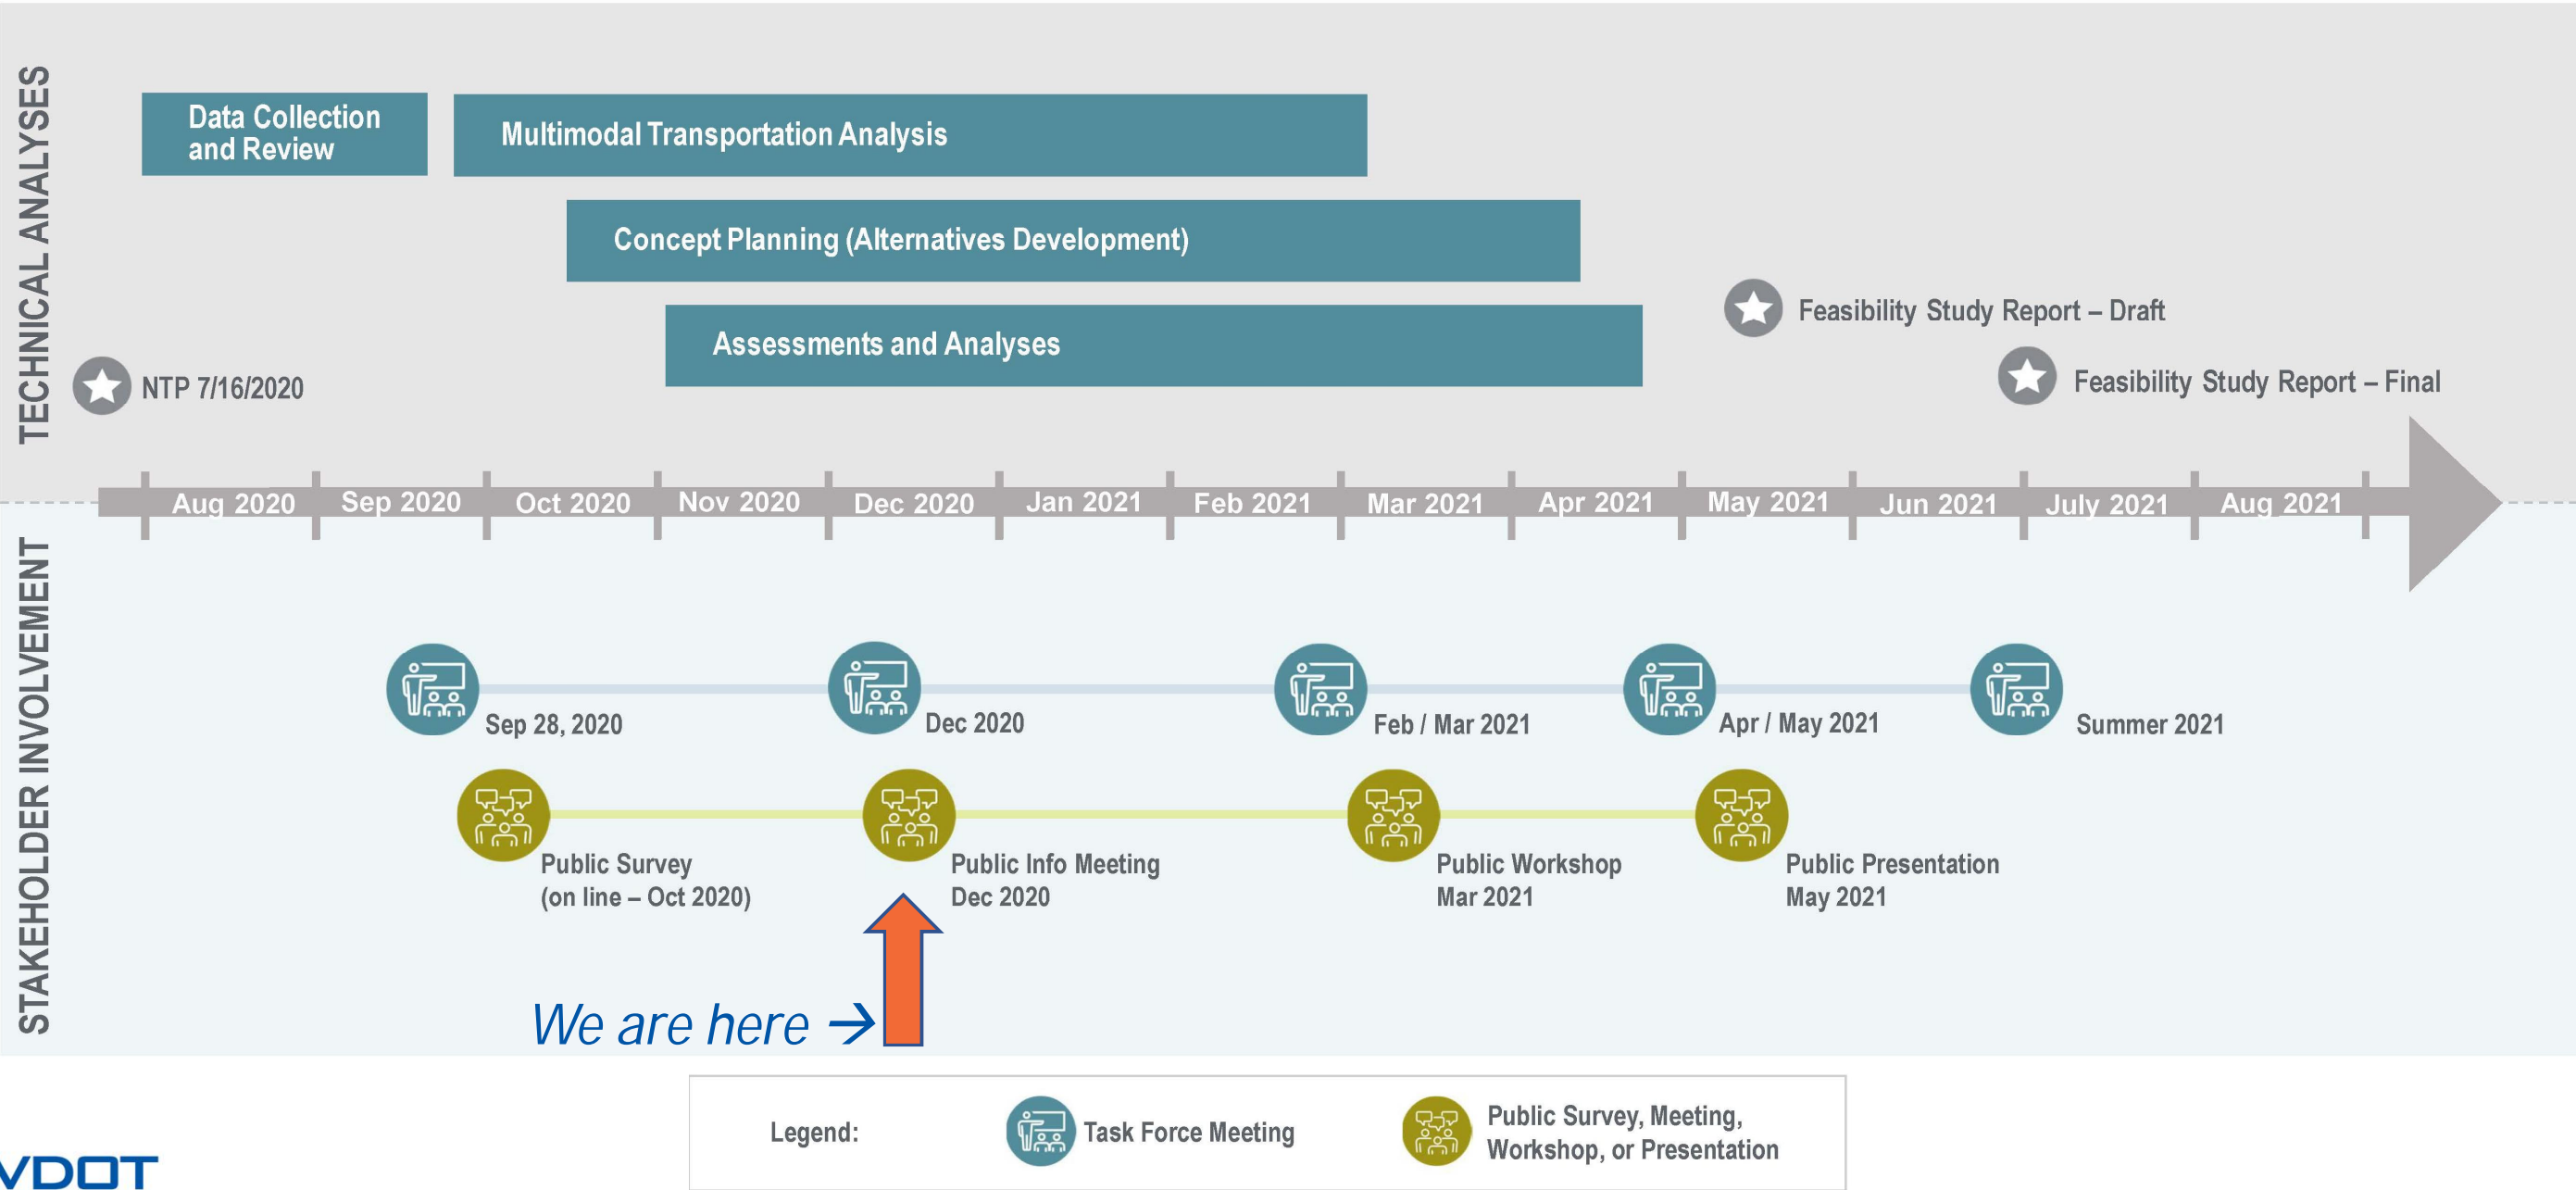 TECHNICAL ANALYSES
Data Collection
and Review
Multimodal Transportation Analysis
Concept Planning (Alternatives Development)
Assessments and Analyses
Feasibility Study Report – Draft
Feasibility Study Report – Final
NTP 7/16/2020
Aug 2020
Sep 2020
Oct 2020
Nov 2020
Dec 2020
Jan 2021
Feb 2021
Mar 2021
Apr 2021
May 2021
Jun 2021
July 2021
Aug 2021
STAKEHOLDER INVOLVEMENT
Sep 28, 2020
Dec 2020
Feb / Mar 2021
Apr / May 2021
Summer 2021
Public Survey
(on line – Oct 2020)
Public Info Meeting
Dec 2020
Public Workshop
Mar 2021
Public Presentation
May 2021
We are here →
Legend:
Task Force Meeting
Public Survey, Meeting,
Workshop, or Presentation
VDOT